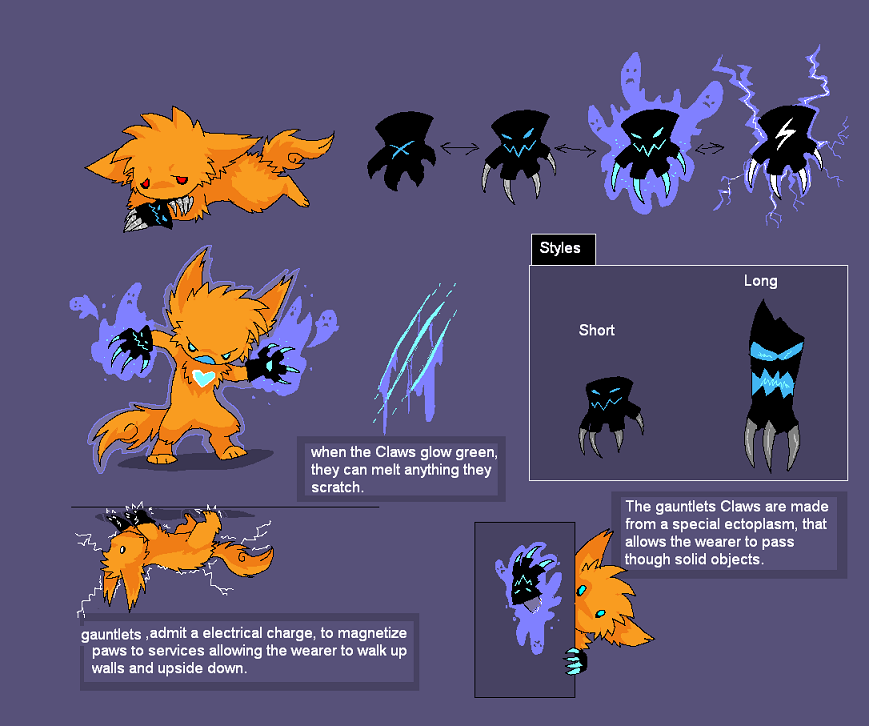 Styles
Long
Short
when the Claws glow green,
they can melt anything they
scratch.
The gauntlets Claws are made
from a special ectoplasm, that
allows the wearer to pass
though solid objects.
gauntlets ,admit a electrical charge, to magnetize
paws to services allowing the wearer to walk up
walls and upside down.